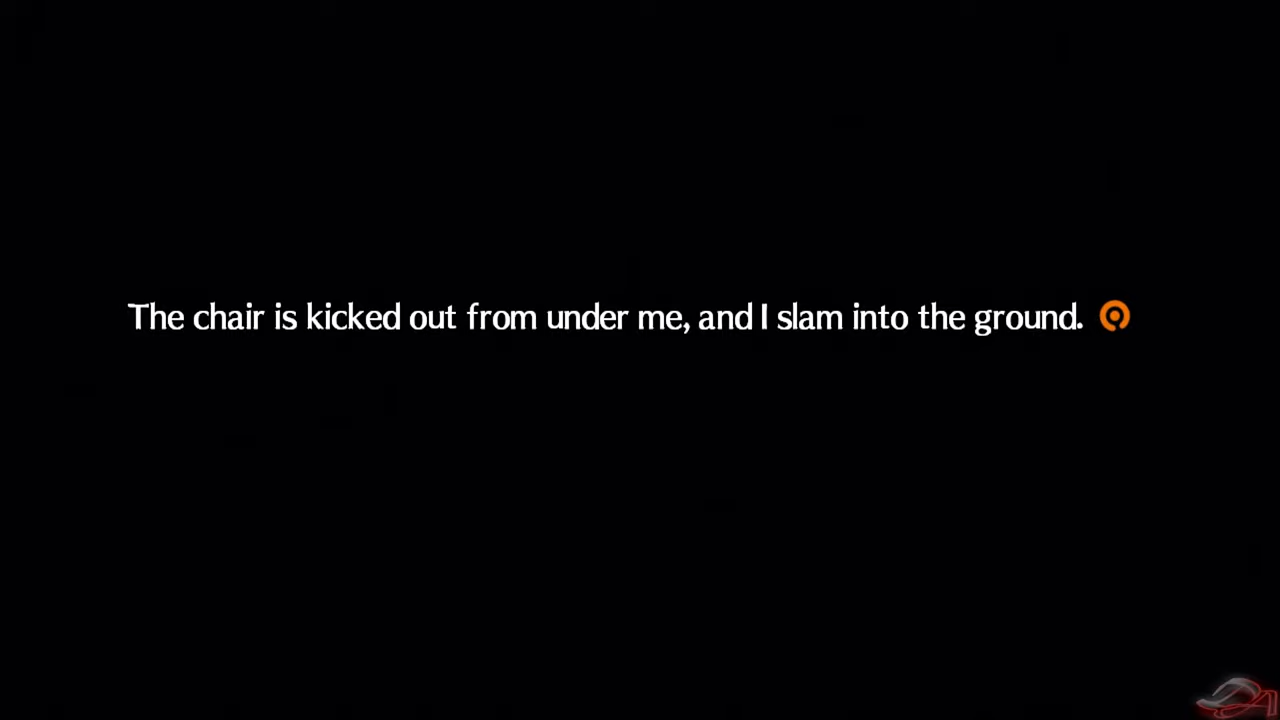 The chair is kicked out from under me, and I slam into the ground.